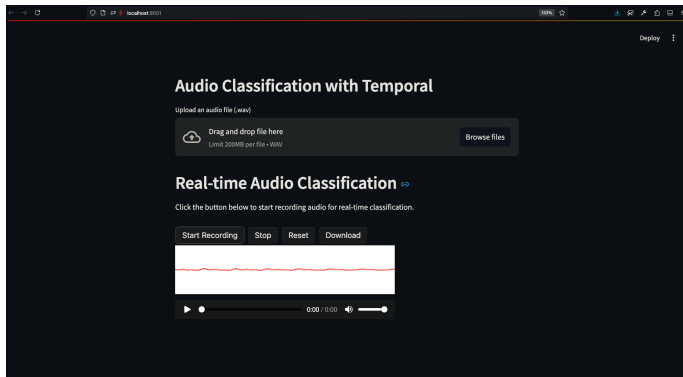 localhost:8501
133%
Deploy
Audio Classification with Temporal
Upload an audio file (.wav)
Drag and drop file here
Limit 200MB per file • WAV
Browse files
Real-time Audio Classification
Click the button below to start recording audio for real-time classification.
Start Recording Stop Reset Download
0:00 / 0:00